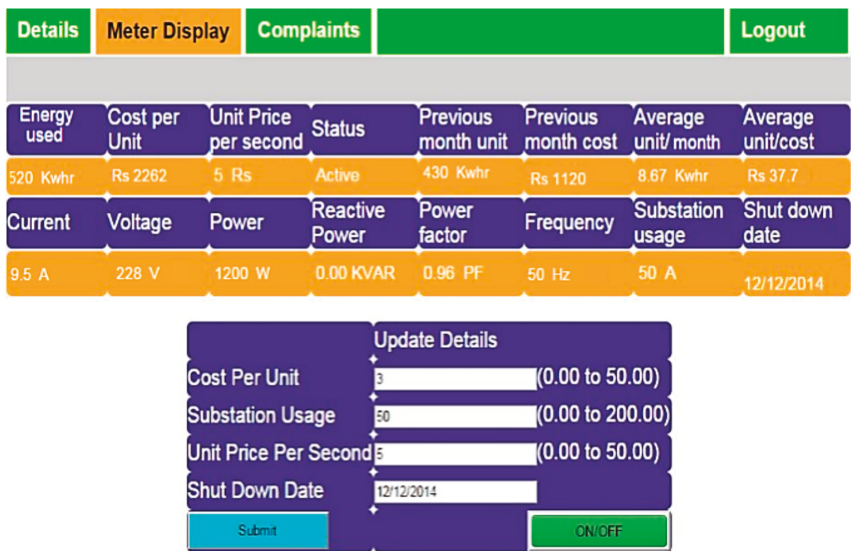 Details Meter Display Complaints Logout
Energy used Cost per Unit Unit Price per second Status Previous month unit Previous month cost Average unit/ month Average unit/cost
520 Kwhr Rs 2262 5 Rs Active 430 Kwhr Rs 1120 8.67 Kwhr Rs 37.7
Current Voltage Power Reactive Power Power factor Frequency Substation usage Shut down date
9.5 A 228 V 1200 W 0.00 KVAR 0.96 PF 50 Hz 50 A 12/12/2014
Update Details
Cost Per Unit 3 (0.00 to 50.00)
Substation Usage 50 (0.00 to 200.00)
Unit Price Per Second 5 (0.00 to 50.00)
Shut Down Date 12/12/2014
Submit ON/OFF